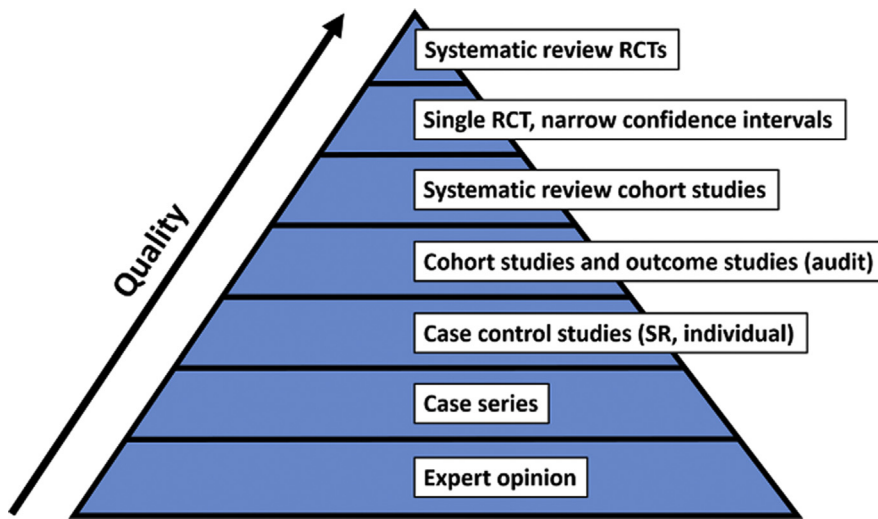 Systematic review RCTs
Single RCT, narrow confidence intervals
Systematic review cohort studies
Quality
Cohort studies and outcome studies (audit)
Case control studies (SR, individual)
Case series
Expert opinion